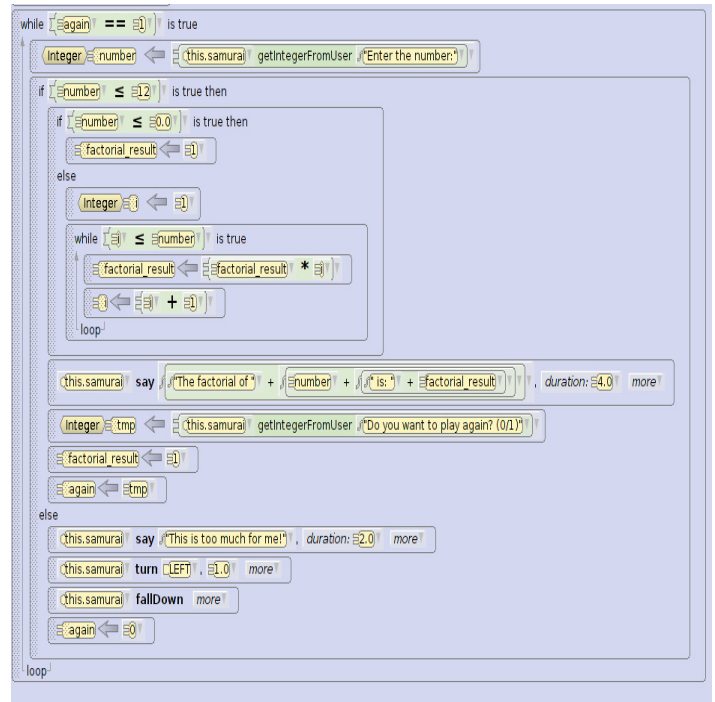 while again == 1 is true
Integer number ⇐ this.samurai getIntegerFromUser "Enter the number:"
if number ≤ 12 is true then
if number ≤ 0.0 is true then
factorial_result ⇐ 1
else
Integer i ⇐ 1
while i ≤ number is true
factorial_result ⇐ factorial_result * i
i ⇐ i + 1
loop
this.samurai say "The factorial of " + number + " is: " + factorial_result , duration: 4.0 more
Integer tmp ⇐ this.samurai getIntegerFromUser "Do you want to play again? (0/1)"
factorial_result ⇐ 1
again ⇐ tmp
else
this.samurai say "This is too much for me!" , duration: 2.0 more
this.samurai turn LEFT , 1.0 more
this.samurai fallDown more
again ⇐ 0
loop